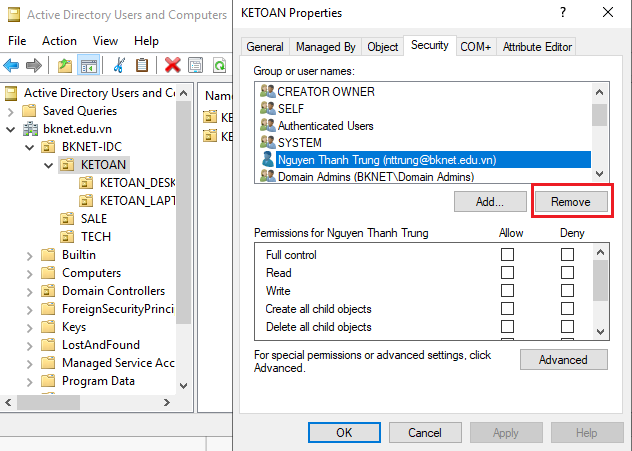 Active Directory Users and Computers
File Action View Help
Active Directory Users and Co
Saved Queries
bknet.edu.vn
BKNET-IDC
KETOAN
KETOAN_DESK
KETOAN_LAPT
SALE
TECH
Builtin
Computers
Domain Controllers
ForeignSecurityPrinci
Keys
LostAndFound
Managed Service Acc
Program Data
Name
KE
KE
KETOAN Properties
?
General Managed By Object Security COM+ Attribute Editor
Group or user names:
CREATOR OWNER
SELF
Authenticated Users
SYSTEM
Nguyen Thanh Trung (nttrung@bknet.edu.vn)
Domain Admins (BKNET\Domain Admins)
Add... Remove
Permissions for Nguyen Thanh Trung Allow Deny
Full control
Read
Write
Create all child objects
Delete all child objects
For special permissions or advanced settings, click
Advanced.
Advanced
OK Cancel Apply Help